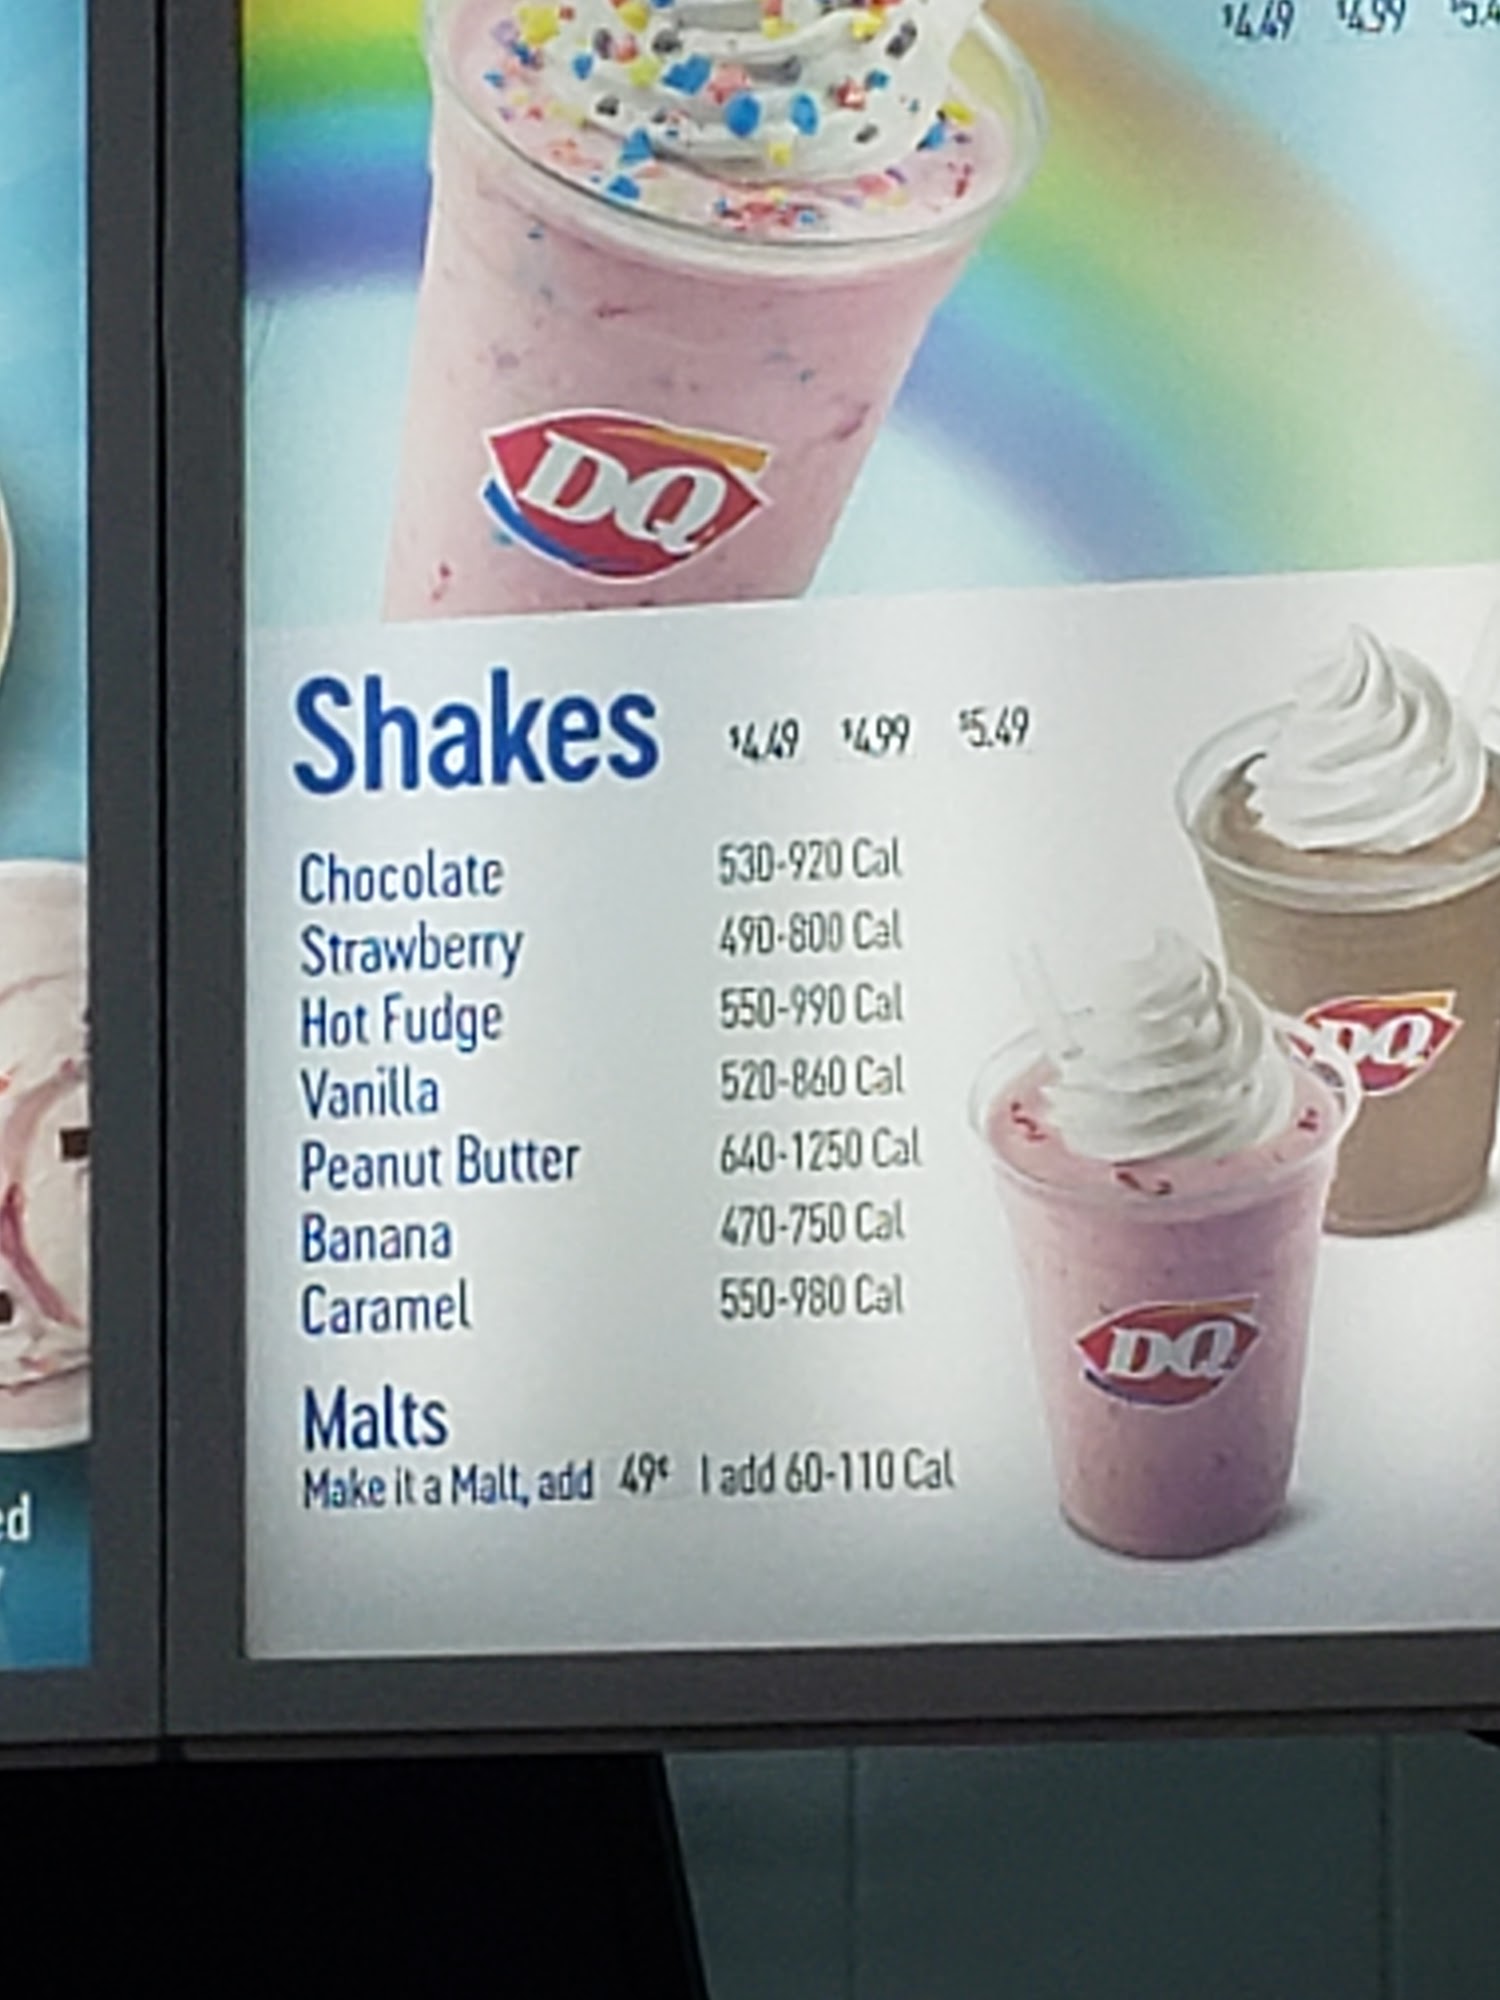 $4.49 $4.99
DQ
Shakes $4.49 $4.99 $5.49
Chocolate 530-920 Cal
Strawberry 490-800 Cal
Hot Fudge 550-990 Cal
Vanilla 520-860 Cal
Peanut Butter 640-1250 Cal
Banana 470-750 Cal
Caramel 550-980 Cal
DQ
DQ
Malts
Make it a Malt, add 49¢ | add 60-110 Cal
ed